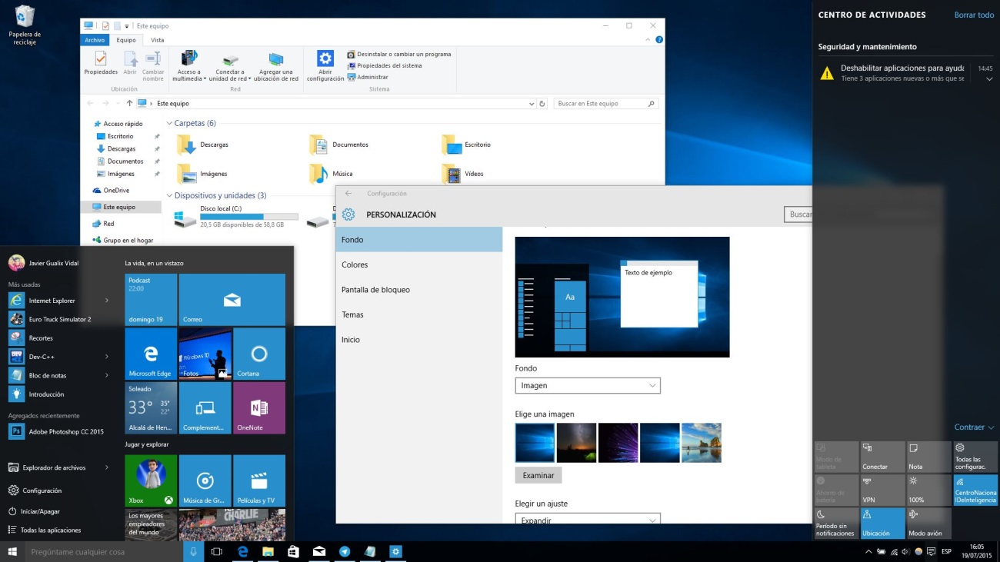 Papelera de
reciclaje
Este equipo
Archivo
Equipo
Vista
Propiedades
Abrir
Cambiar
nombre
Ubicación
Acceso a
multimedia
Conectar a
unidad de red
Agregar una
ubicación de red
Red
Abrir
configuración
Desinstalar o cambiar un programa
Propiedades del sistema
Administrar
Sistema
Este equipo
Buscar en Este equipo
Acceso rápido
Escritorio
Descargas
Documentos
Imágenes
OneDrive
Este equipo
Red
Grupo en el hogar
Carpetas (6)
Descargas
Documentos
Escritorio
Imágenes
Música
Vídeos
Dispositivos y unidades (3)
Disco local (C:)
20,5 GB disponibles de 58,8 GB
Configuración
PERSONALIZACIÓN
Buscar
Fondo
Colores
Pantalla de bloqueo
Temas
Inicio
Texto de ejemplo
Aa
Fondo
Imagen
Elige una imagen
Examinar
Elegir un ajuste
Expandir
CENTRO DE ACTIVIDADES
Borrar todo
Seguridad y mantenimiento
Deshabilitar aplicaciones para ayuda
14:45
Tiene 3 aplicaciones nuevas o más que se
Contraer
Modo de
tableta
Conectar
Nota
Todas las
configurac.
Ahorro de
batería
VPN
100%
CentroNaciona
lDeInteligencia
Período sin
notificaciones
Ubicación
Modo avión
Javier Gualix Vidal
Más usadas
Internet Explorer
Euro Truck Simulator 2
Recortes
Dev-C++
Bloc de notas
Introducción
Agregados recientemente
Adobe Photoshop CC 2015
Explorador de archivos
Configuración
Iniciar/Apagar
Todas las aplicaciones
La vida, en un vistazo
Podcast
22:00
domingo 19
Correo
Microsoft Edge
Windows 10
Fotos
Cortana
Soleado
33°
35°
22°
Alcalá de Hen...
Complement...
OneNote
Jugar y explorar
Xbox
Música de Gr...
Películas y TV
Los mayores
empleadores
del mundo
CHARLIE
Pregúntame cualquier cosa
ESP
16:05
19/07/2015